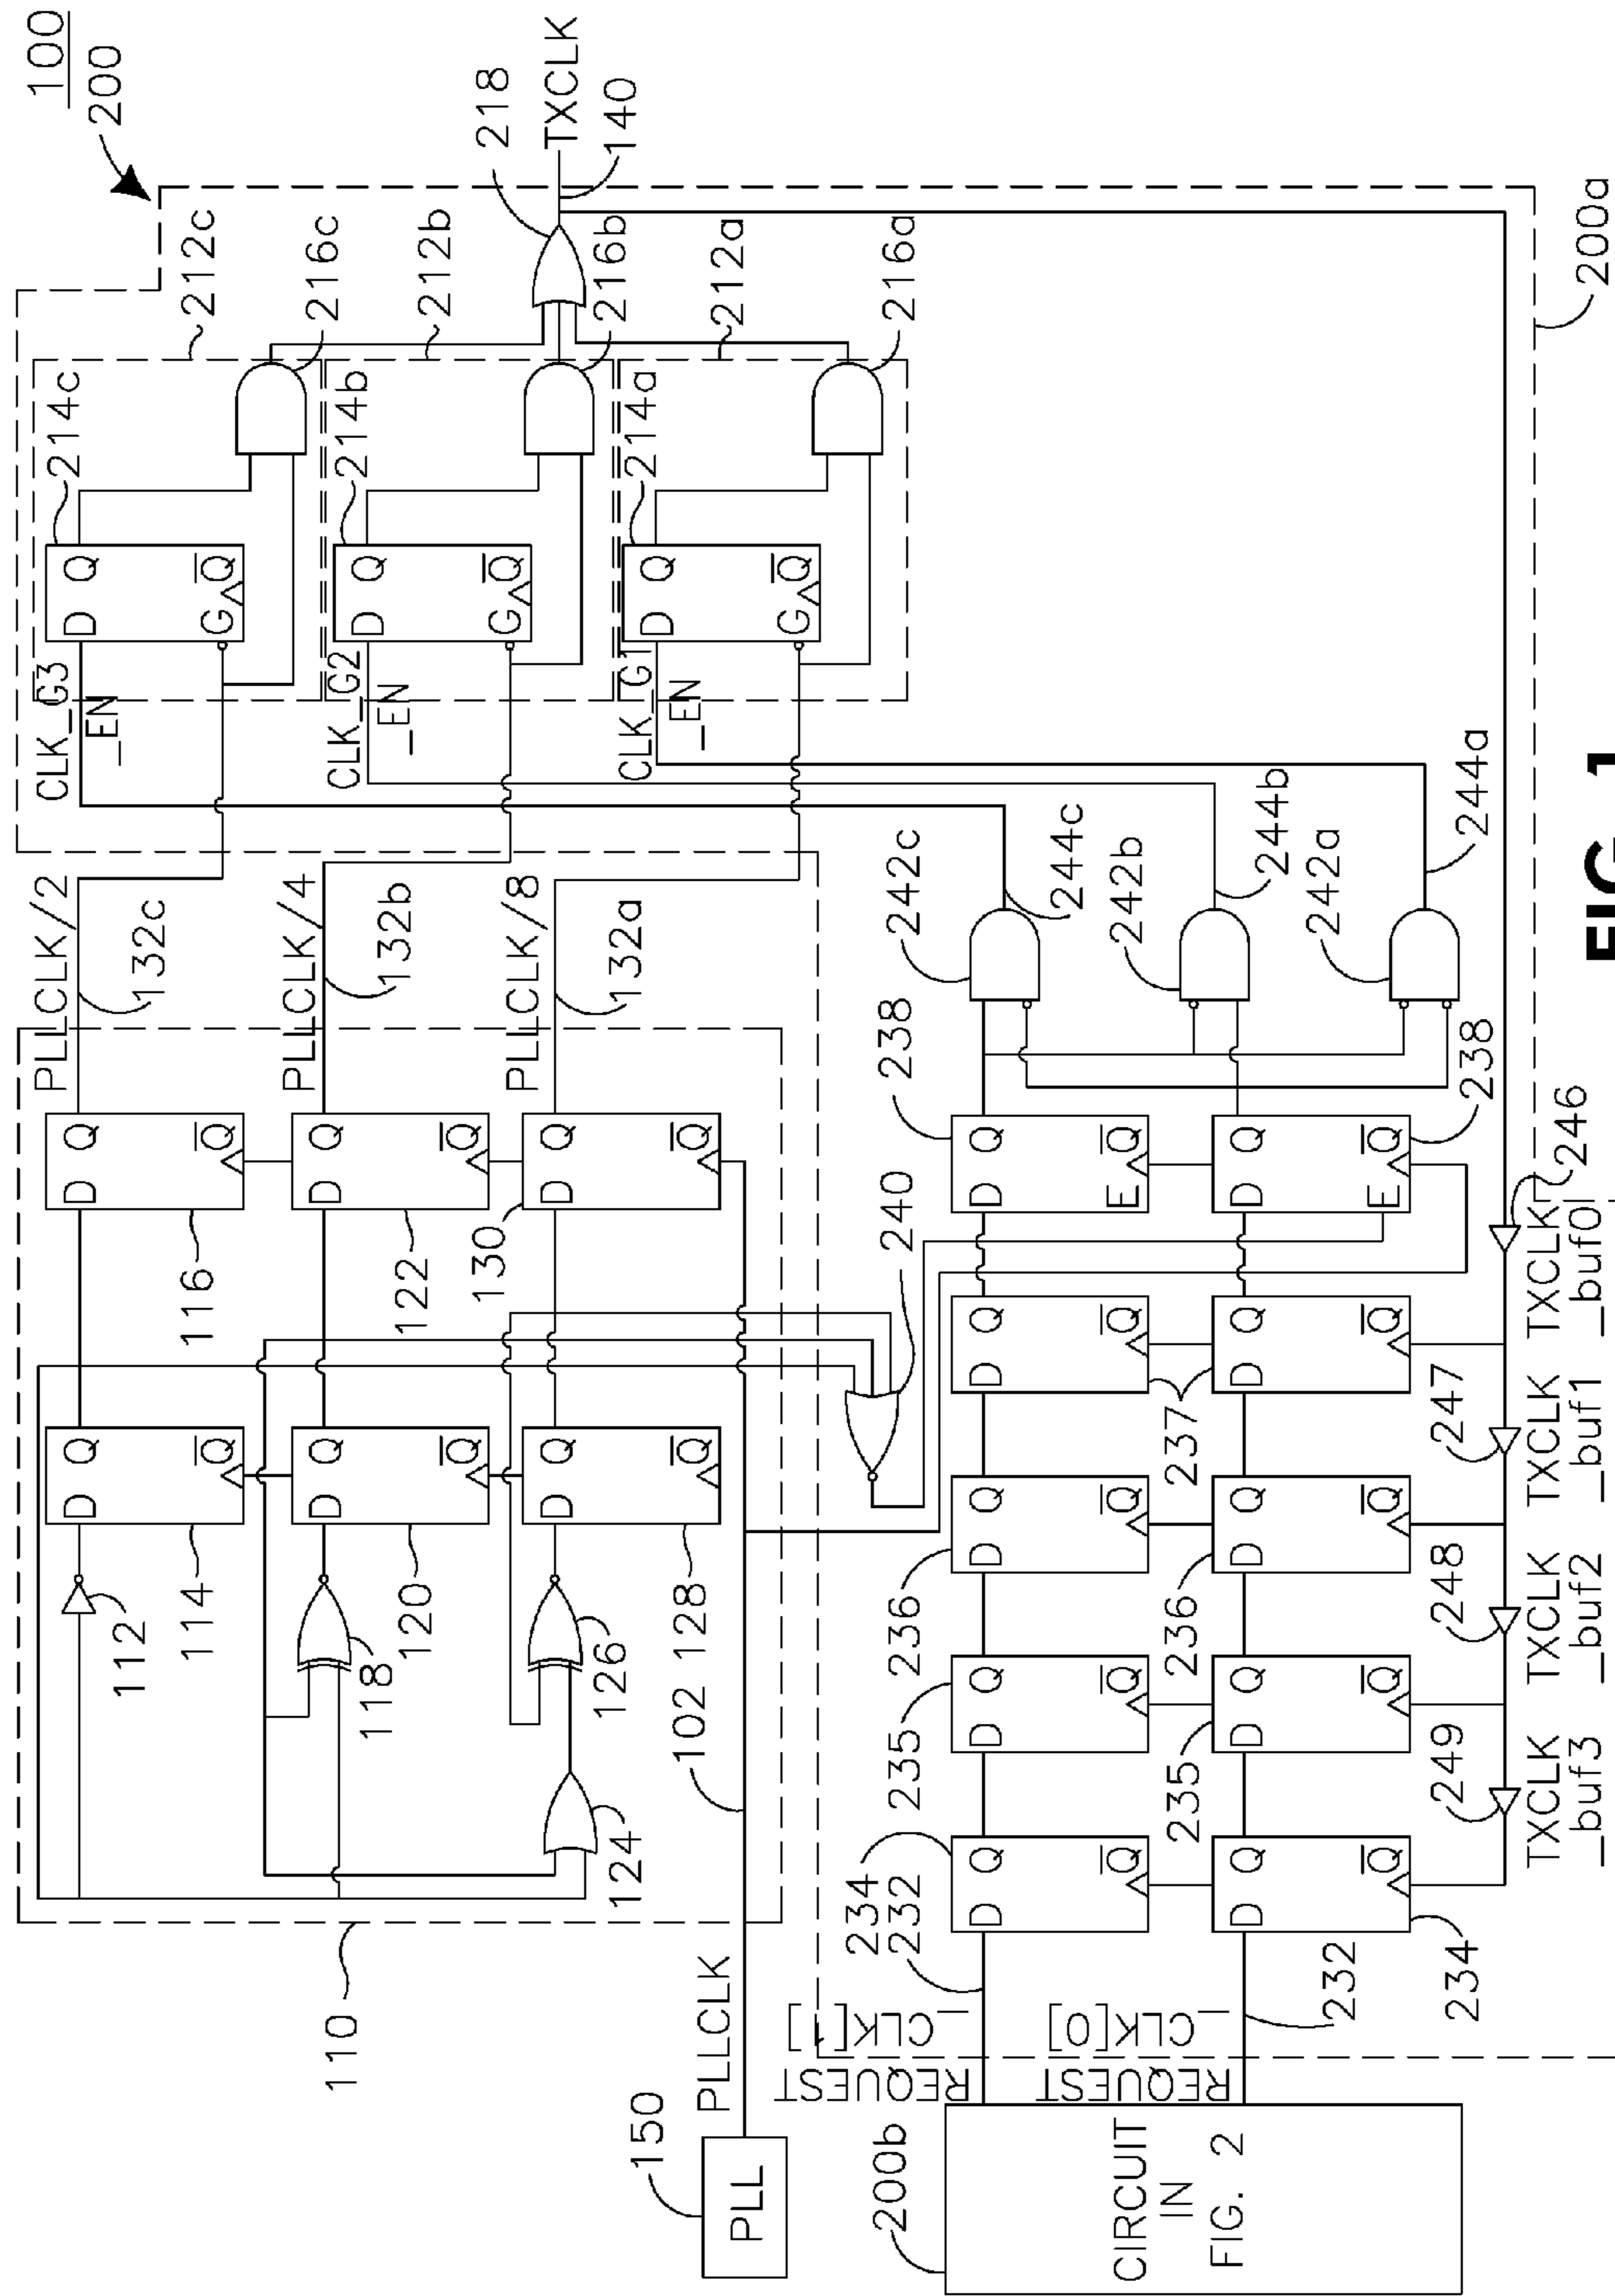 100
200
PLLCLK/2
132c
PLLCLK/4
132b
PLLCLK/8
132a
CLK_G3
_EN
CLK_G2
_EN
CLK_G1
_EN
212c
214c
216c
212b
214b
216b
212a
214a
216a
218
TXCLK
140
D Q
G Q
D Q
G Q
D Q
G Q
110
112
114
116
118
120
122
124
126
128
130
102
D Q
Q
D Q
Q
D Q
Q
D Q
Q
D Q
Q
D Q
Q
150
PLL
PLLCLK
240
200b
CIRCUIT
IN
FIG. 2
REQUEST
_CLK[1]
REQUEST
_CLK[0]
232
234
235
236
238
242c
244c
232
234
235
236
237
238
242b
244b
242a
244a
D Q
Q
D Q
Q
D Q
Q
D Q
Q
D Q
E Q
D Q
Q
D Q
Q
D Q
Q
D Q
Q
D Q
E Q
249
248
247
246
TXCLK
_buf3
TXCLK
_buf2
TXCLK
_buf1
TXCLK
_buf0
200a
FIG. 1